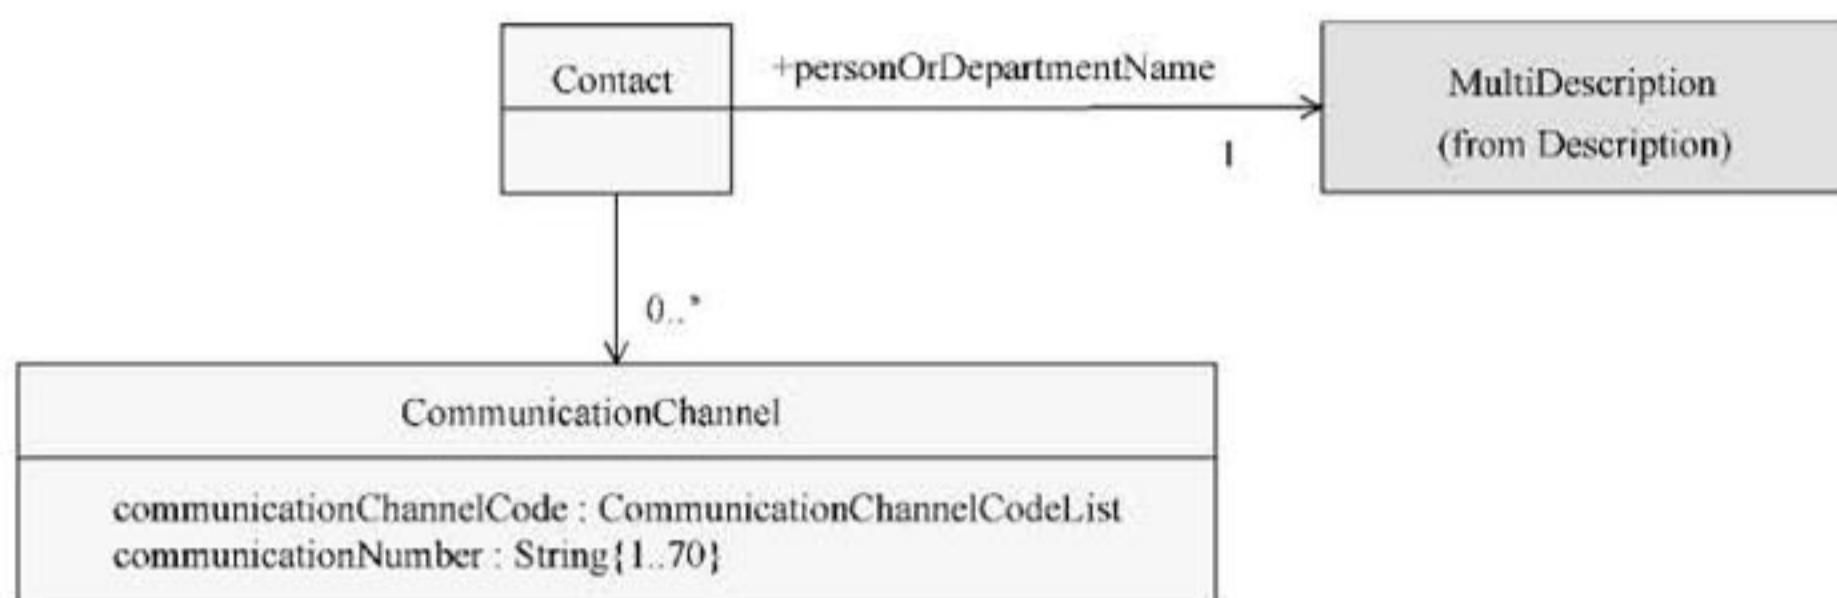 Contact
+personOrDepartmentName
MultiDescription
(from Description)
1
0..*
CommunicationChannel
communicationChannelCode : CommunicationChannelCodeList
communicationNumber : String{1..70}